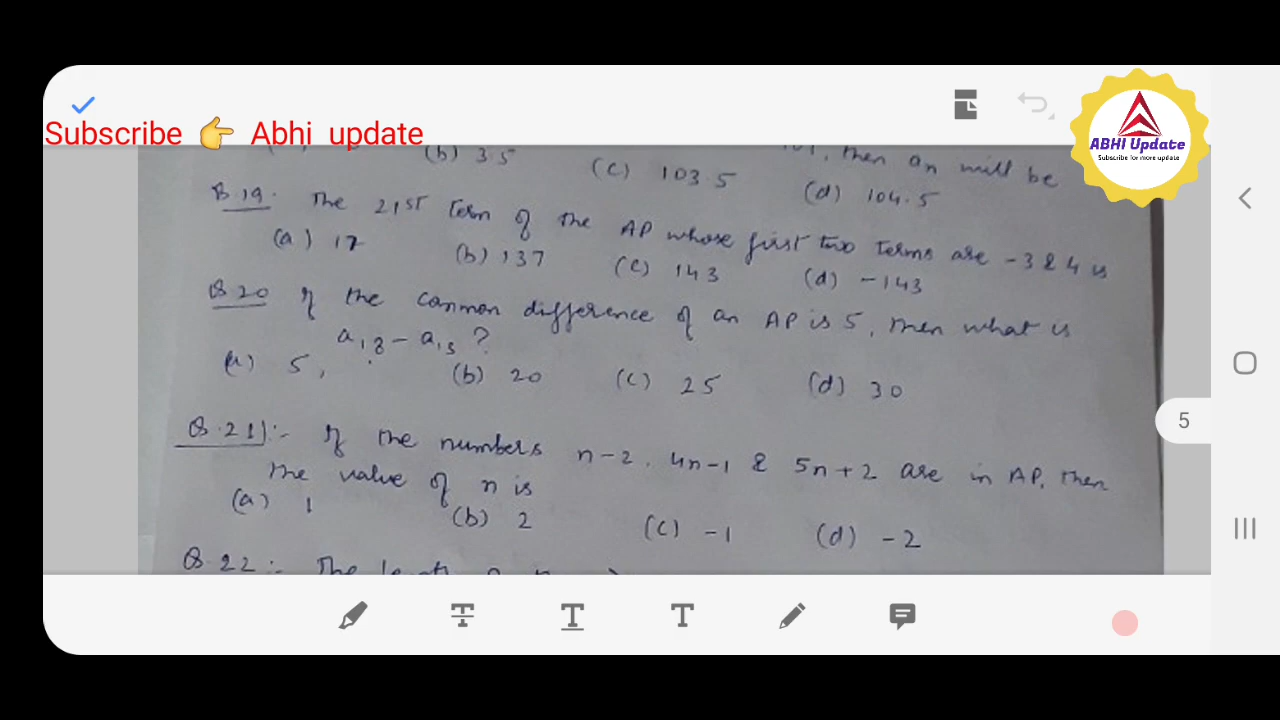 Subscribe 👉 Abhi update
ABHI Update
Subscribe for more update
(b) 3.5 (c) 103.5 (d) 104.5 then an will be
Q.19. The 21st term of the AP whose first two terms are -3 & 4 is
(a) 17 (b) 137 (c) 143 (d) -143
Q.20 If the common difference of an AP is 5, then what is
a18 - a13 ?
(a) 5, (b) 20 (c) 25 (d) 30
Q.21):- If the numbers n-2, 4n-1 & 5n+2 are in AP, then
the value of n is
(a) 1 (b) 2 (c) -1 (d) -2
Q.22:- The
5
T T T